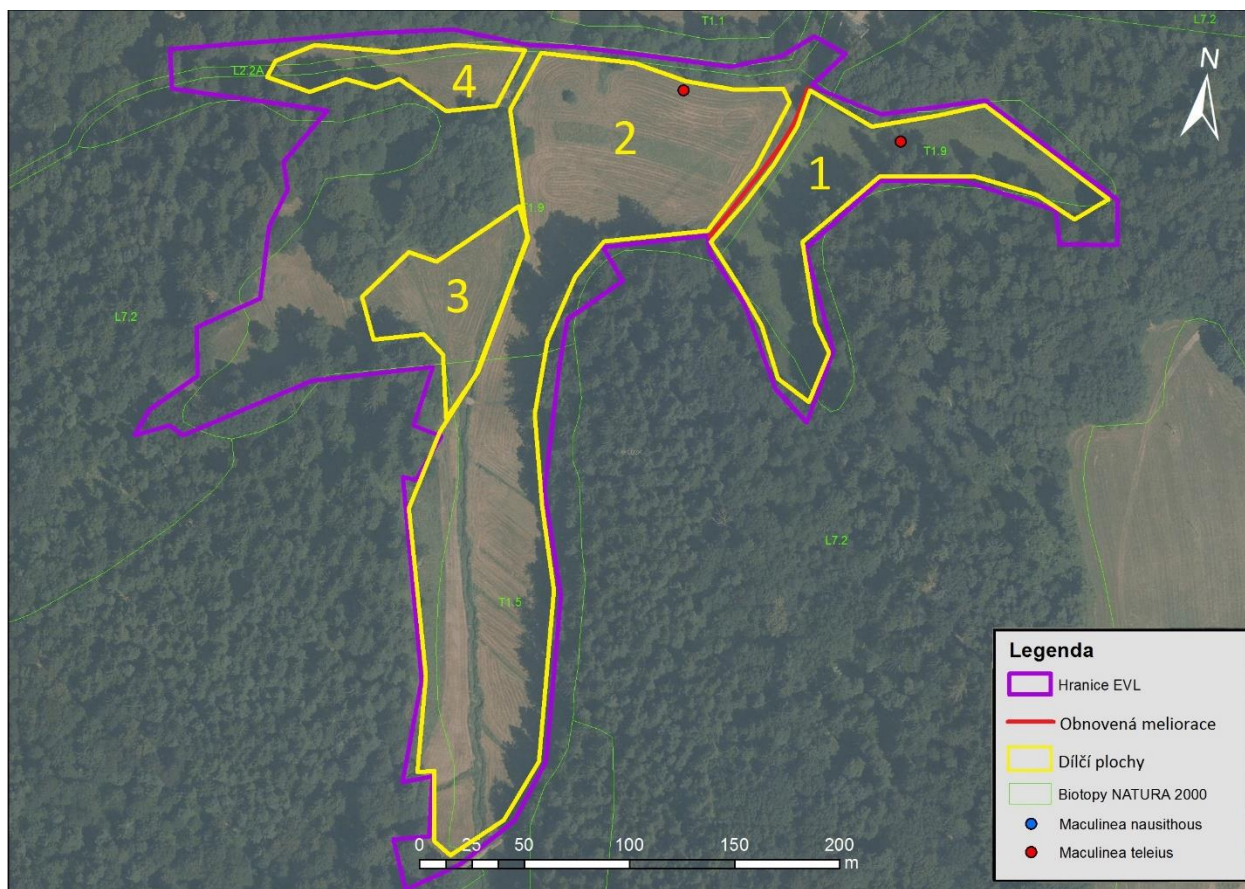 T1.1
L7.2
N
L2.2A
4
2
1
T1.9
T1.9
3
L7.2
L7.2
T1.5
Legenda
Hranice EVL
Obnovená meliorace
Dílčí plochy
Biotopy NATURA 2000
Maculinea nausithous
Maculinea teleius
0 25 50 100 150 200
m